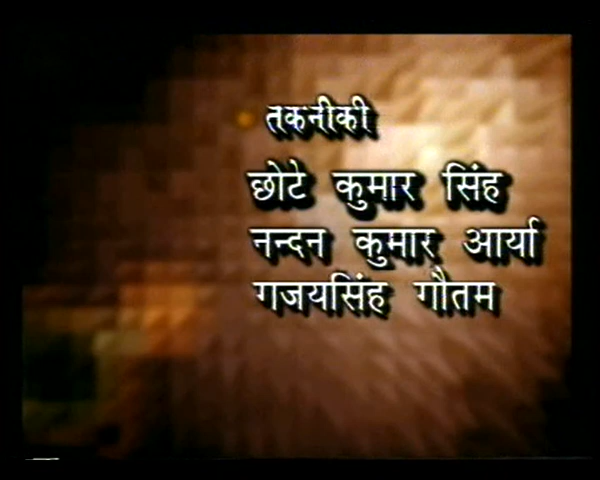 तकनीकी
छोटे कुमार सिंह
नन्दन कुमार आर्या
गजयसिंह गौतम